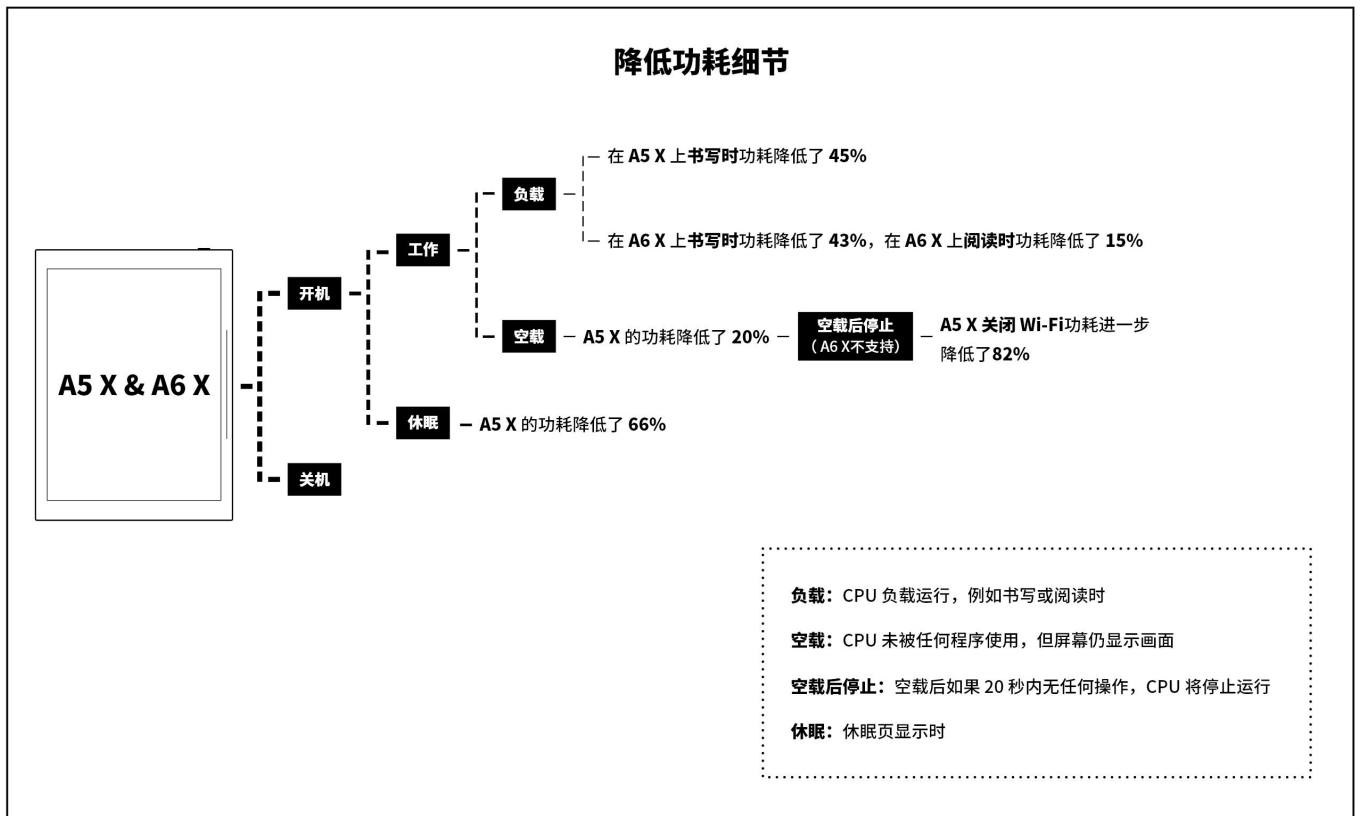 降低功耗细节
在 A5 X 上书写时功耗降低了 45%
负载
在 A6 X 上书写时功耗降低了 43%，在 A6 X 上阅读时功耗降低了 15%
工作
开机
空载
A5 X 的功耗降低了 20%
空载后停止
（ A6 X不支持）
A5 X 关闭 Wi-Fi功耗进一步
降低了82%
A5 X & A6 X
休眠
A5 X 的功耗降低了 66%
关机
负载：CPU 负载运行，例如书写或阅读时
空载：CPU 未被任何程序使用，但屏幕仍显示画面
空载后停止：空载后如果 20 秒内无任何操作，CPU 将停止运行
休眠：休眠页显示时